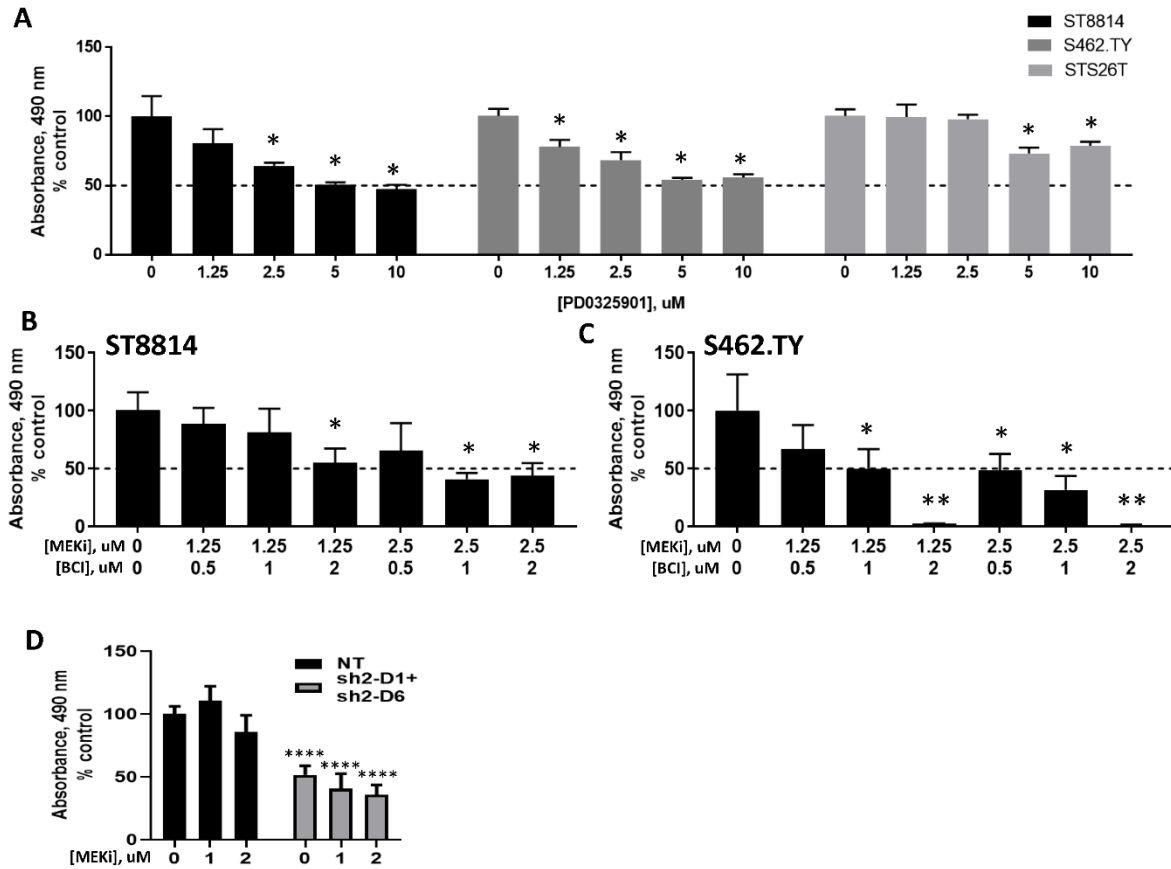 A
ST8814
S462.TY
STS26T
Absorbance, 490 nm
% control
150
100
50
0
* * * * * * * * *
0 1.25 2.5 5 10 0 1.25 2.5 5 10 0 1.25 2.5 5 10
[PD0325901], uM
B
ST8814
Absorbance, 490 nm
% control
150
100
50
0
* * *
[MEKi], uM 0 1.25 1.25 1.25 2.5 2.5 2.5
[BCI], uM 0 0.5 1 2 0.5 1 2
C
S462.TY
Absorbance, 490 nm
% control
150
100
50
0
* ** * * **
[MEKi], uM 0 1.25 1.25 1.25 2.5 2.5 2.5
[BCI], uM 0 0.5 1 2 0.5 1 2
D
NT
sh2-D1+
sh2-D6
Absorbance, 490 nm
% control
150
100
50
0
**** **** ****
[MEKi], uM 0 1 2 0 1 2